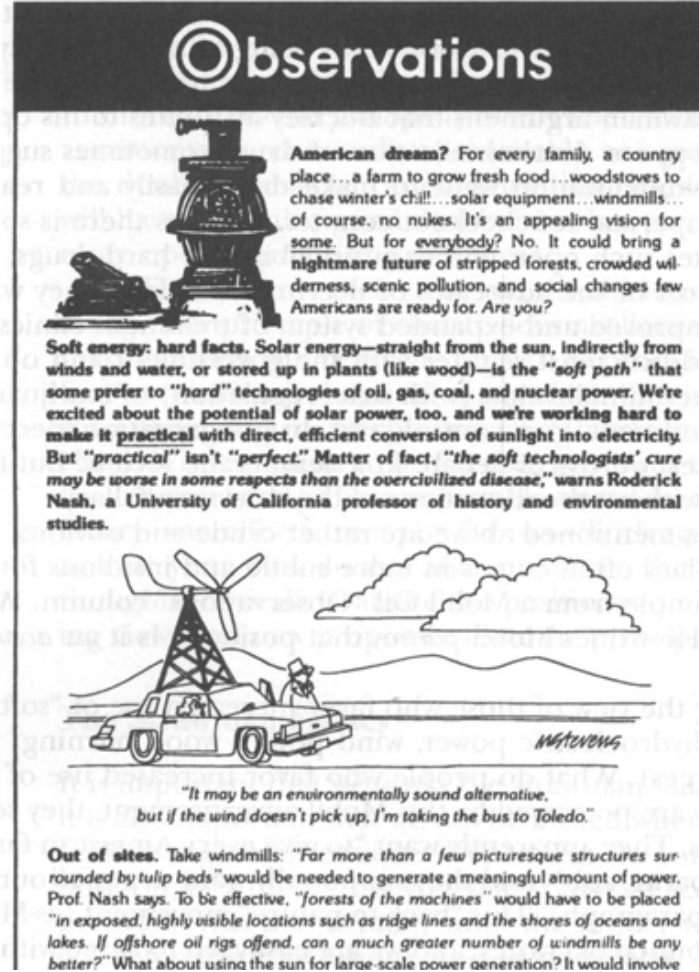 Observations
American dream? For every family, a country
place...a farm to grow fresh food...woodstoves to
chase winter's chill...solar equipment...windmills...
of course, no nukes. It's an appealing vision for
some. But for everybody? No. It could bring a
nightmare future of stripped forests, crowded wil-
derness, scenic pollution, and social changes few
Americans are ready for. Are you?
Soft energy: hard facts. Solar energy—straight from the sun, indirectly from
winds and water, or stored up in plants (like wood)—is the "soft path" that
some prefer to "hard" technologies of oil, gas, coal, and nuclear power. We're
excited about the potential of solar power, too, and we're working hard to
make it practical with direct, efficient conversion of sunlight into electricity.
But "practical" isn't "perfect." Matter of fact, "the soft technologists' cure
may be worse in some respects than the overcivilized disease," warns Roderick
Nash, a University of California professor of history and environmental
studies.
MSTEVENS
"It may be an environmentally sound alternative,
but if the wind doesn't pick up, I'm taking the bus to Toledo."
Out of sites. Take windmills: "Far more than a few picturesque structures sur-
rounded by tulip beds" would be needed to generate a meaningful amount of power,
Prof. Nash says. To be effective, "forests of the machines" would have to be placed
"in exposed, highly visible locations such as ridge lines and the shores of oceans and
lakes. If offshore oil rigs offend, can a much greater number of windmills be any
better?" What about using the sun for large-scale power generation? It would involve